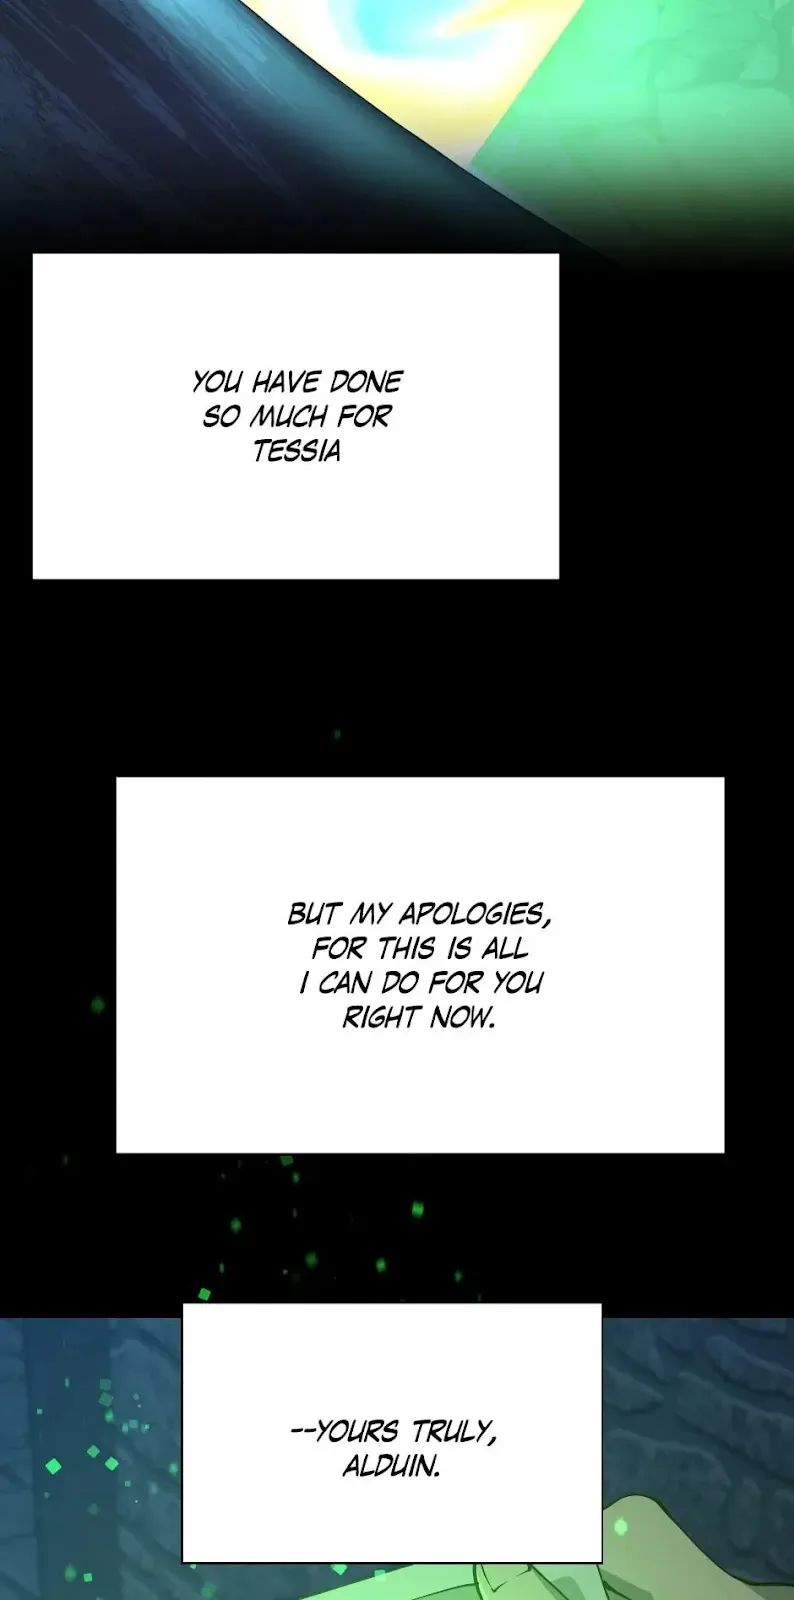 YOU HAVE DONE
SO MUCH FOR
TESSIA
BUT MY APOLOGIES,
FOR THIS IS ALL
I CAN DO FOR YOU
RIGHT NOW.
--YOURS TRULY,
ALDUIN.